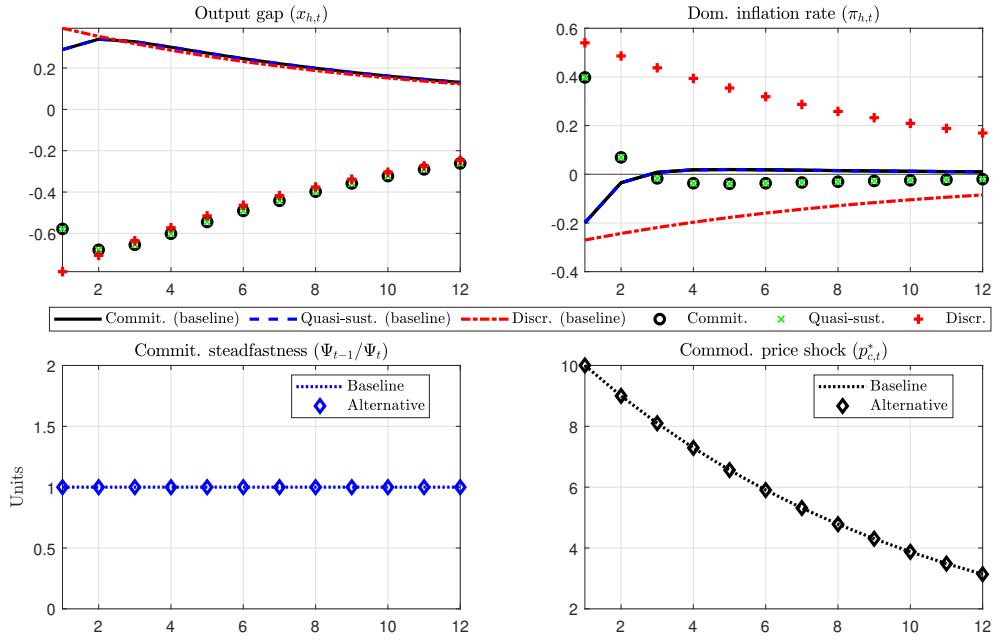 Output gap (x_{h,t})
0.2
0
-0.2
-0.4
-0.6
2 4 6 8 10 12
Dom. inflation rate (π_{h,t})
0.6
0.4
0.2
0
-0.2
-0.4
2 4 6 8 10 12
Commit. (baseline) Quasi-sust. (baseline) Discr. (baseline) Commit. Quasi-sust. Discr.
Commit. steadfastness (Ψ_{t−1}/Ψ_t)
Baseline
Alternative
Units
2
1.5
1
0.5
0
2 4 6 8 10 12
Commod. price shock (p*_{c,t})
Baseline
Alternative
10
8
6
4
2
2 4 6 8 10 12